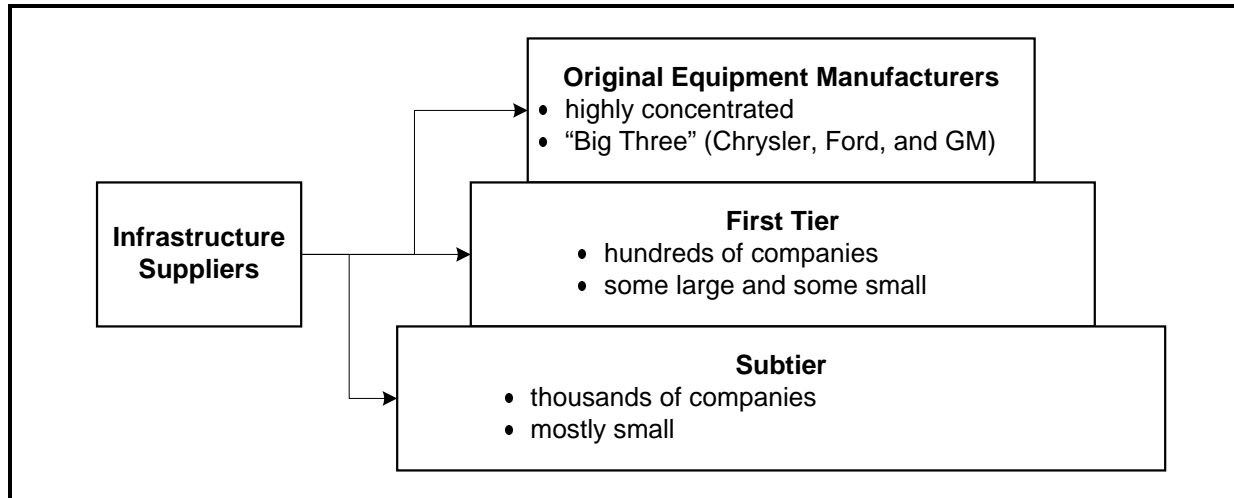 Original Equipment Manufacturers
• highly concentrated
• “Big Three” (Chrysler, Ford, and GM)
Infrastructure
Suppliers
First Tier
• hundreds of companies
• some large and some small
Subtier
• thousands of companies
• mostly small